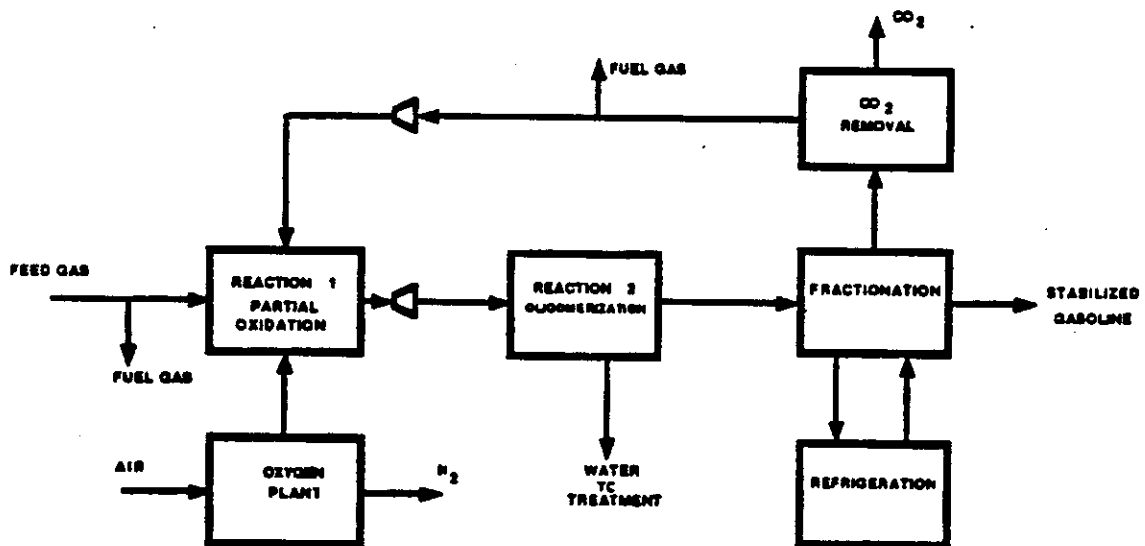 CO2
FUEL GAS
CO2
REMOVAL
FEED GAS
REACTION 1
PARTIAL
OXIDATION
REACTION 2
OLIGOMERIZATION
FRACTIONATION
STABILIZED
GASOLINE
FUEL GAS
AIR
OXYGEN
PLANT
N2
WATER
TC
TREATMENT
REFRIGERATION